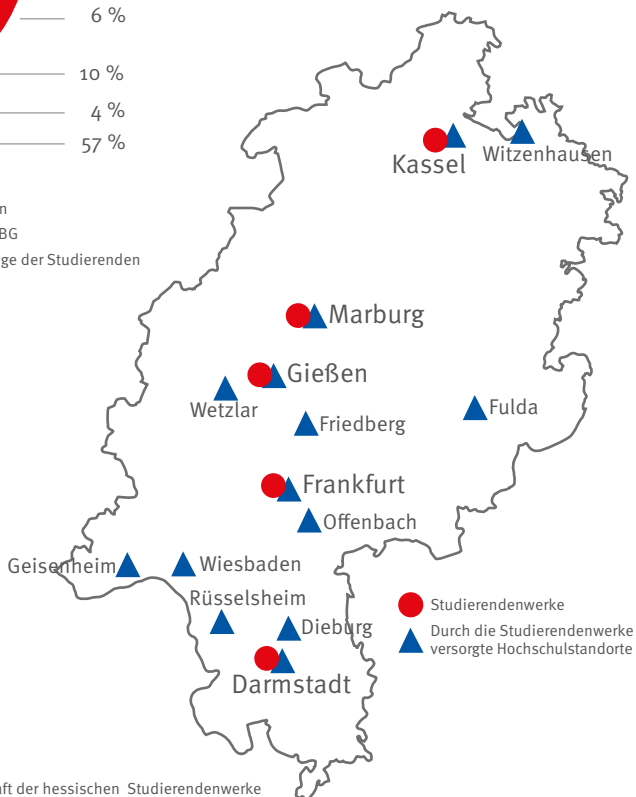 6 %
10 %
4 %
57 %
en
BG
ge der Studierenden
Kassel
Witzenhausen
Marburg
Gießen
Wetzlar
Friedberg
Fulda
Frankfurt
Offenbach
Geisenheim
Wiesbaden
Rüsselsheim
Dieburg
Darmstadt
Studierendenwerke
Durch die Studierendenwerke
versorgte Hochschulstandorte
aft der hessischen Studierendenwerke